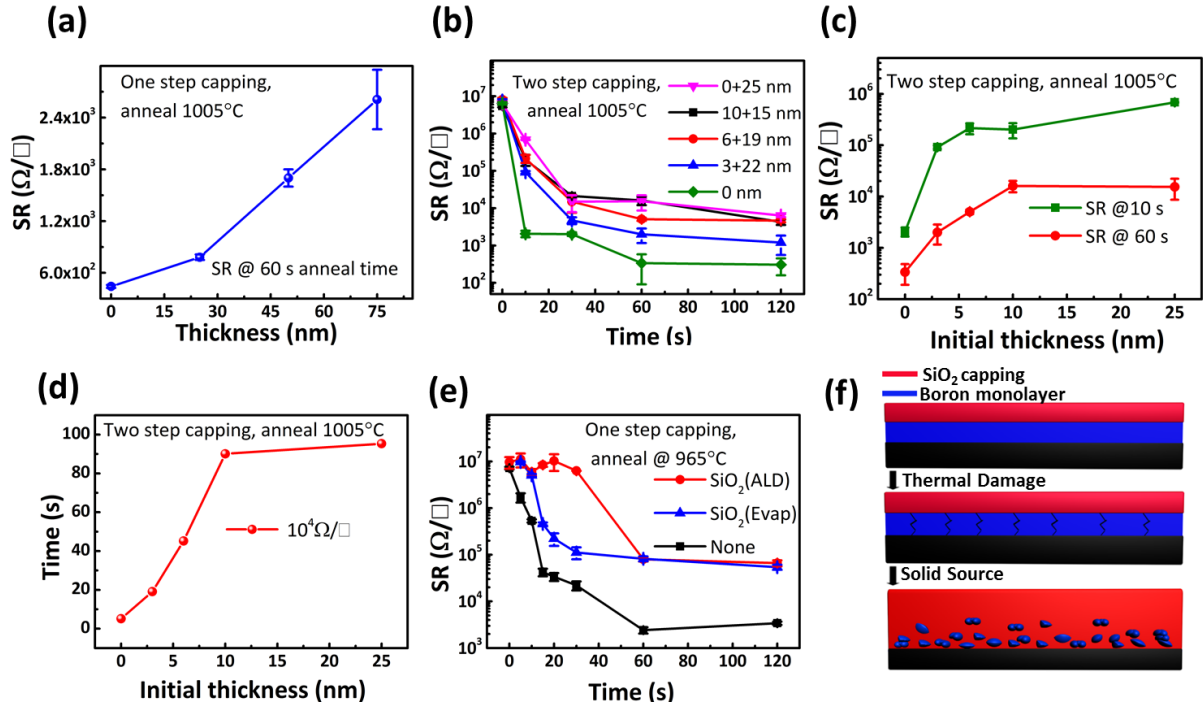 (a)
One step capping,
anneal 1005°C
SR (Ω/□)
2.4x10³
1.8x10³
1.2x10³
6.0x10²
SR @ 60 s anneal time
0 15 30 45 60 75
Thickness (nm)
(b)
Two step capping,
anneal 1005°C
0+25 nm
10+15 nm
6+19 nm
3+22 nm
0 nm
SR (Ω/□)
10⁷
10⁶
10⁵
10⁴
10³
10²
0 20 40 60 80 100 120
Time (s)
(c)
Two step capping, anneal 1005°C
SR (Ω/□)
10⁶
10⁵
10⁴
10³
10²
SR @10 s
SR @ 60 s
0 5 10 15 20 25
Initial thickness (nm)
(d)
Two step capping, anneal 1005°C
Time (s)
100
80
60
40
20
0
10⁴Ω/□
0 5 10 15 20 25
Initial thickness (nm)
(e)
One step capping,
anneal @ 965°C
SiO₂(ALD)
SiO₂(Evap)
None
SR (Ω/□)
10⁷
10⁶
10⁵
10⁴
10³
0 20 40 60 80 100 120
Time (s)
(f)
SiO₂ capping
Boron monolayer
Thermal Damage
Solid Source